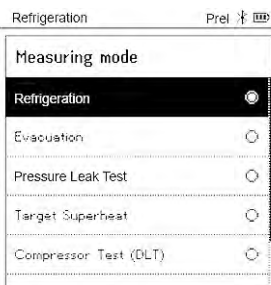 Refrigeration Prel
Measuring mode
Refrigeration
Evacuation
Pressure Leak Test
Target Superheat
Compressor Test (DLT)